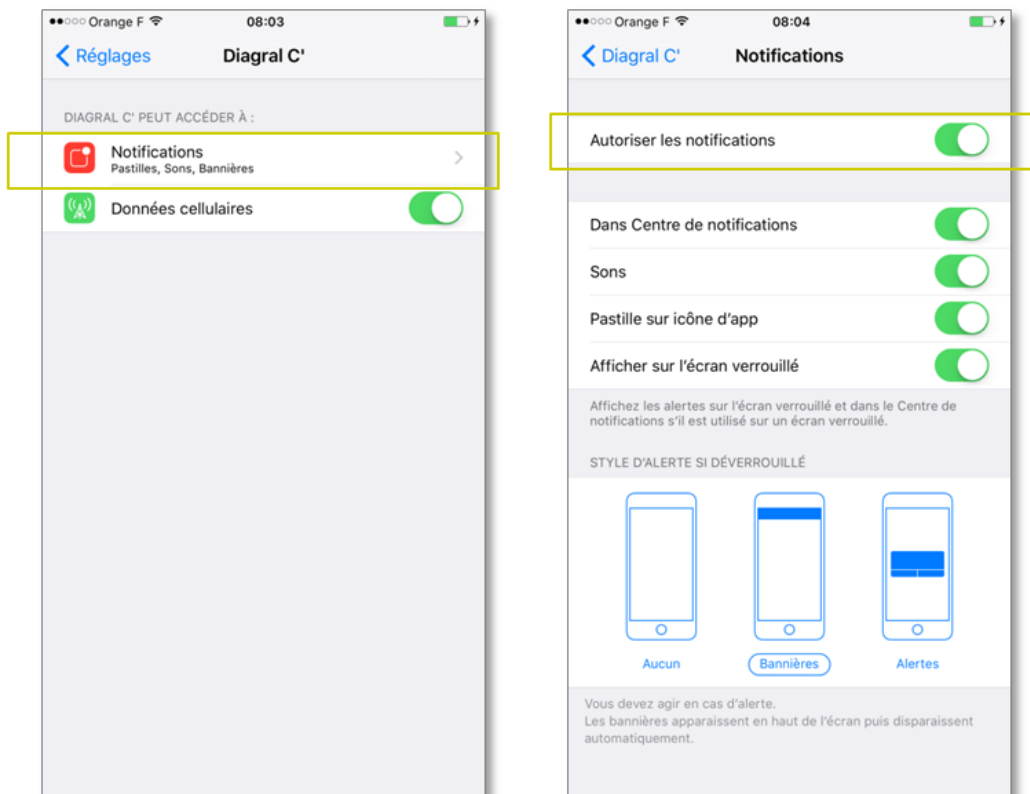 Orange F 08:03
Réglages Diagral C'
DIAGRAL C' PEUT ACCÉDER À :
Notifications
Pastilles, Sons, Bannières
Données cellulaires
Orange F 08:04
Diagral C' Notifications
Autoriser les notifications
Dans Centre de notifications
Sons
Pastille sur icône d'app
Afficher sur l'écran verrouillé
Affichez les alertes sur l'écran verrouillé et dans le Centre de
notifications s'il est utilisé sur un écran verrouillé.
STYLE D'ALERTE SI DÉVERROUILLÉ
Aucun Bannières Alertes
Vous devez agir en cas d'alerte.
Les bannières apparaissent en haut de l'écran puis disparaissent
automatiquement.